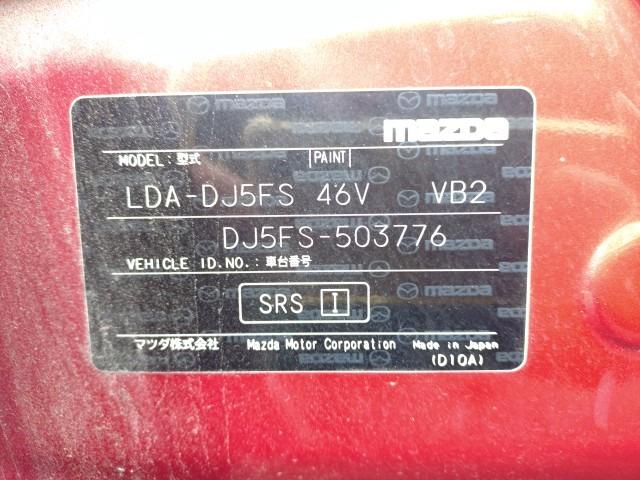 mazda
MODEL: 型式 PAINT
LDA-DJ5FS 46V VB2
DJ5FS-503776
VEHICLE ID.NO.: 車台番号
SRS I
マツダ株式会社 Mazda Motor Corporation Made in Japan
(D10A)